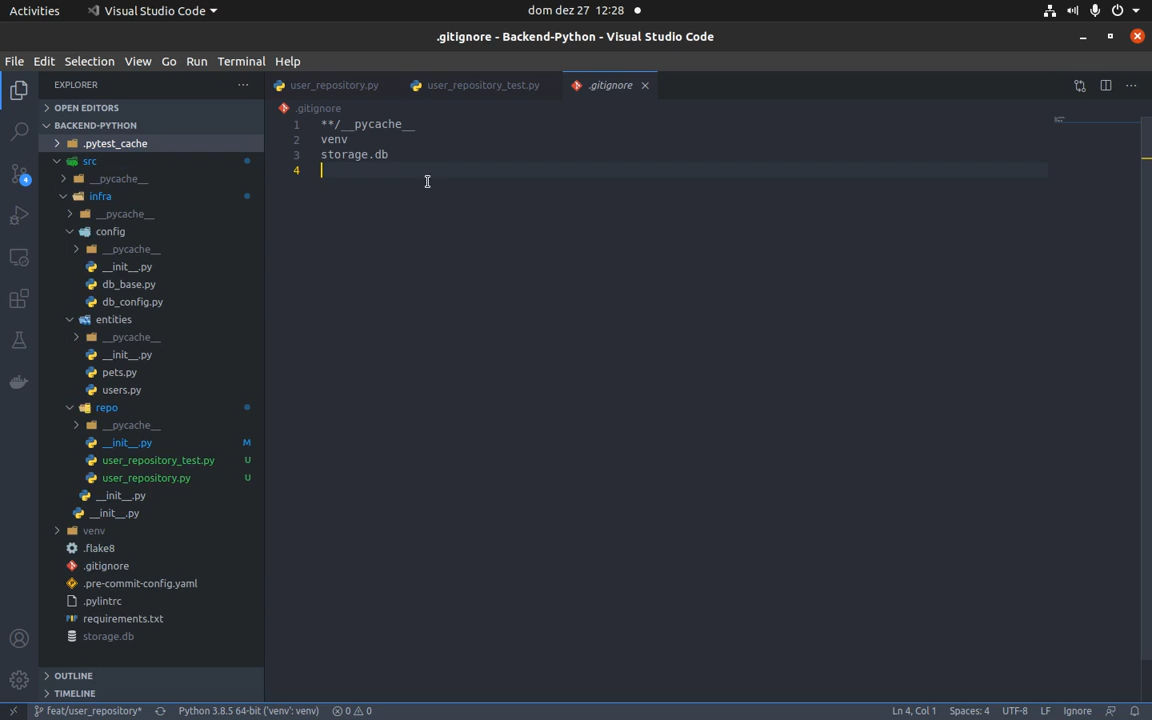 Activities Visual Studio Code dom dez 27 12:28
.gitignore - Backend-Python - Visual Studio Code
File Edit Selection View Go Run Terminal Help
EXPLORER
OPEN EDITORS
BACKEND-PYTHON
.pytest_cache
src
__pycache__
infra
__pycache__
config
__pycache__
__init__.py
db_base.py
db_config.py
entities
__pycache__
__init__.py
pets.py
users.py
repo
__pycache__
__init__.py M
user_repository_test.py U
user_repository.py U
__init__.py
__init__.py
venv
.flake8
.gitignore
.pre-commit-config.yaml
.pylintrc
requirements.txt
storage.db
OUTLINE
TIMELINE
4
user_repository.py user_repository_test.py .gitignore
.gitignore
1 **/__pycache__
2 venv
3 storage.db
4
feat/user_repository* Python 3.8.5 64-bit ('venv': venv) 0 0 Ln 4, Col 1 Spaces: 4 UTF-8 LF Ignore